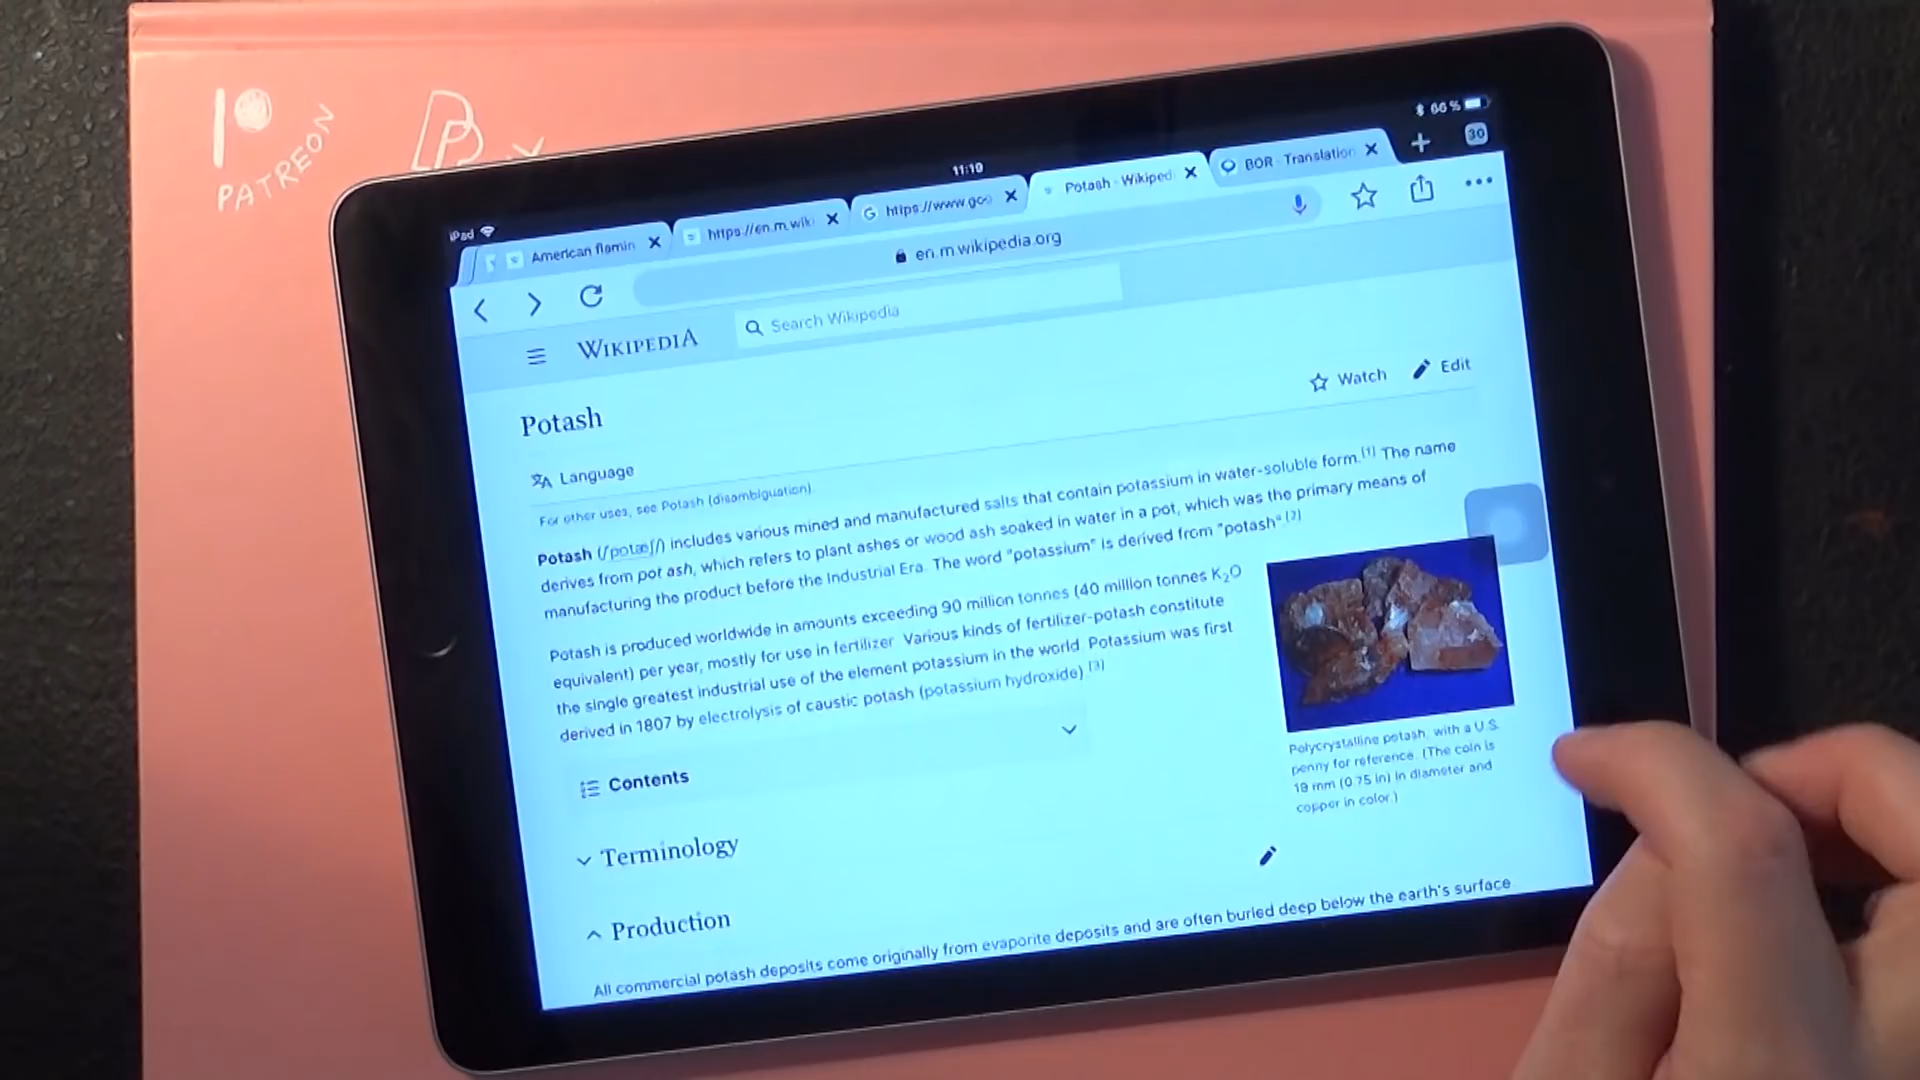 PATREON
iPad
11:19
66 %
American flamin
https://en.m.wiki
https://www.goo
Potash - Wikiped
BOR - Translation
30
en.m.wikipedia.org
WIKIPEDIA
Search Wikipedia
Watch
Edit
Potash
Language
For other uses, see Potash (disambiguation).
Potash (/ˈpɒtæʃ/) includes various mined and manufactured salts that contain potassium in water-soluble form.[1] The name
derives from pot ash, which refers to plant ashes or wood ash soaked in water in a pot, which was the primary means of
manufacturing the product before the Industrial Era. The word "potassium" is derived from "potash".[2]
Potash is produced worldwide in amounts exceeding 90 million tonnes (40 million tonnes K2O
equivalent) per year, mostly for use in fertilizer. Various kinds of fertilizer-potash constitute
the single greatest industrial use of the element potassium in the world. Potassium was first
derived in 1807 by electrolysis of caustic potash (potassium hydroxide).[3]
Polycrystalline potash, with a U.S.
penny for reference. (The coin is
19 mm (0.75 in) in diameter and
copper in color.)
Contents
Terminology
Production
All commercial potash deposits come originally from evaporite deposits and are often buried deep below the earth's surface